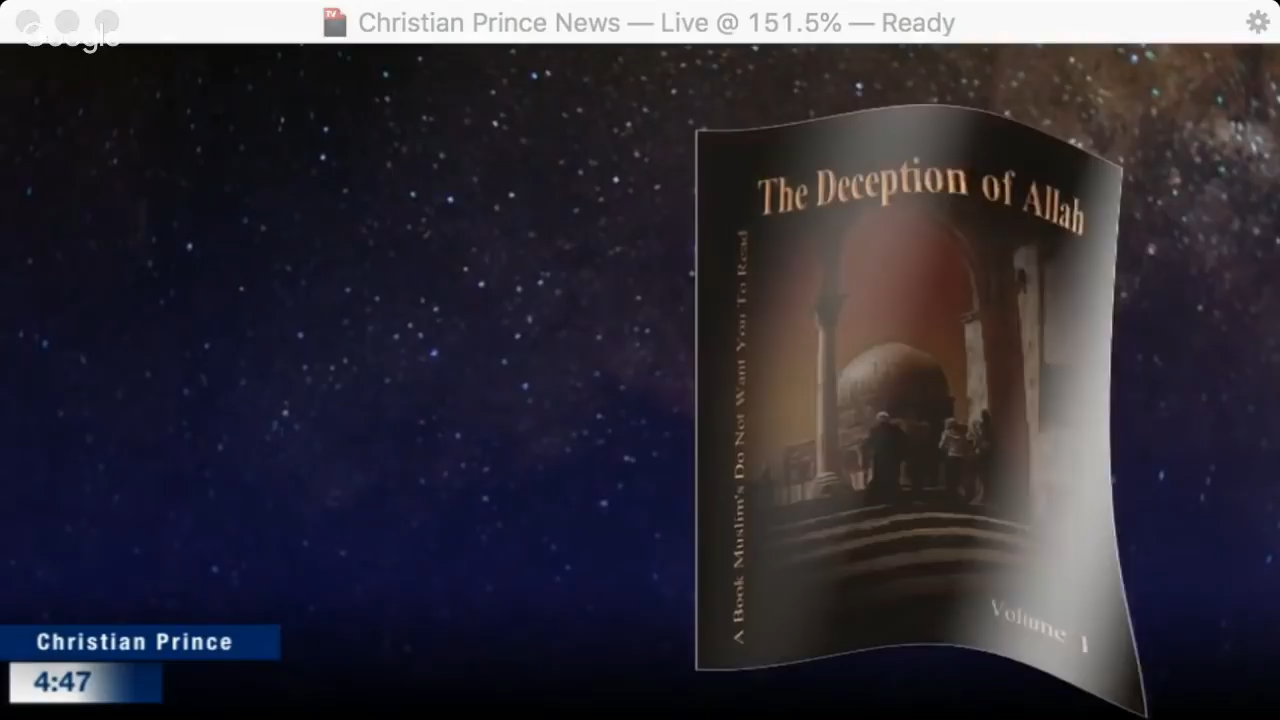 Christian Prince News — Live @ 151.5% — Ready
Google
The Deception of Allah
A Book Muslim's Do Not Want You To Read
Volume 1
Christian Prince
4:47